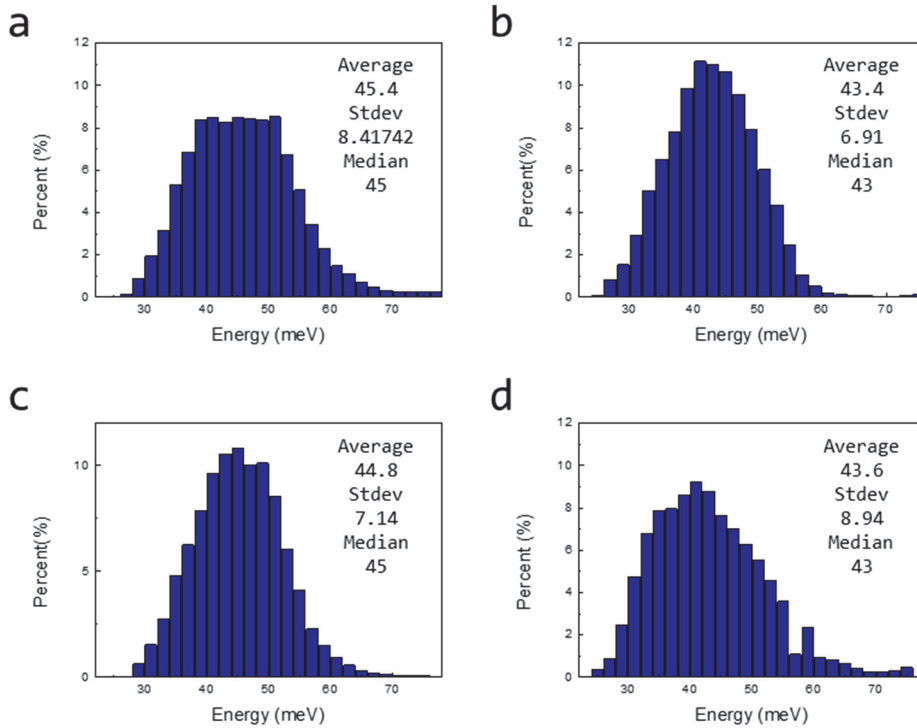 a
12
10
8
6
4
2
0
Percent (%)
30
40
50
60
70
Energy (meV)
Average
45.4
Stdev
8.41742
Median
45
b
12
10
8
6
4
2
0
Percent(%)
30
40
50
60
70
Energy (meV)
Average
43.4
Stdev
6.91
Median
43
c
10
5
0
Percent(%)
30
40
50
60
70
Energy (meV)
Average
44.8
Stdev
7.14
Median
45
d
12
10
8
6
4
2
0
Percent (%)
30
40
50
60
70
Energy (meV)
Average
43.6
Stdev
8.94
Median
43